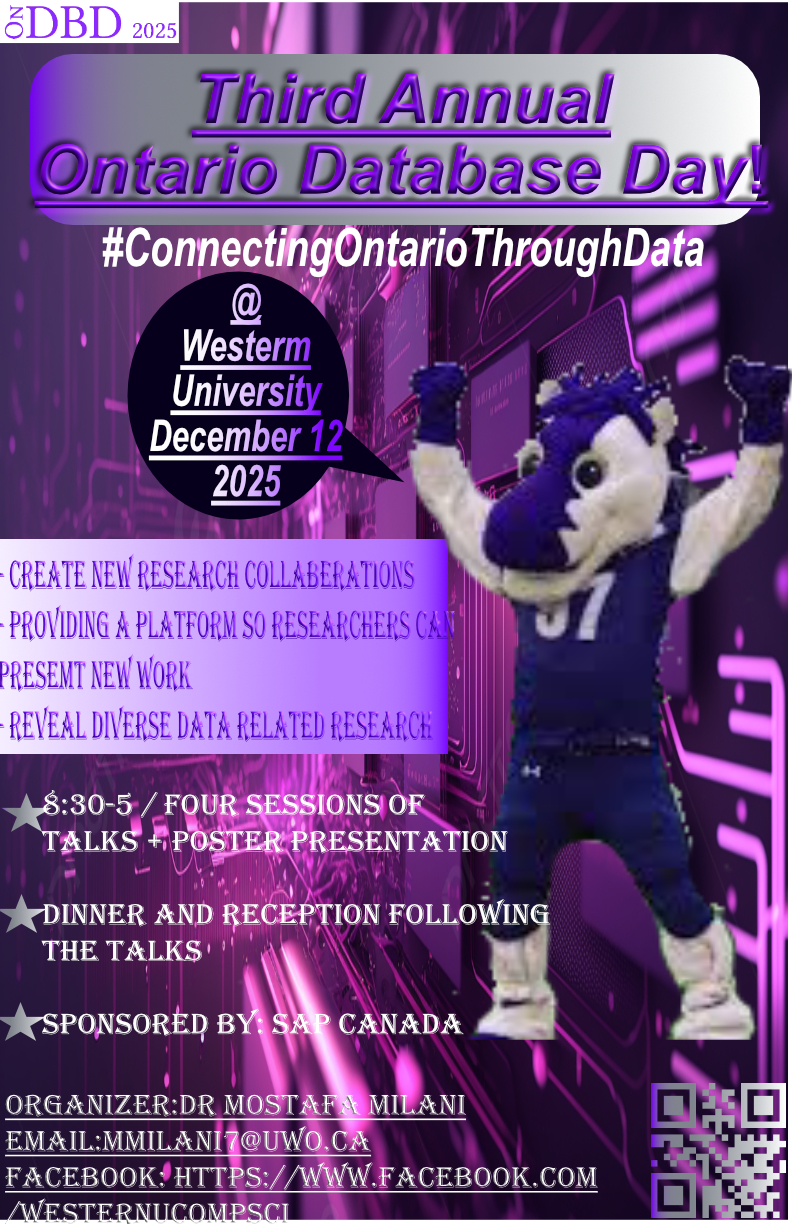 ON DBD 2025
Third Annual
Ontario Database Day!
#ConnectingOntarioThroughData
@
Westerm
University
December 12
2025
- CREATE NEW RESEARCH COLLABERATIONS
- PROVIDING A PLATFORM SO RESEARCHERS CAN
PRESEMT NEW WORK
- REVEAL DIVERSE DATA RELATED RESEARCH
8:30-5 / FOUR SESSIONS OF
TALKS + POSTER PRESENTATION
DINNER AND RECEPTION FOLLOWING
THE TALKS
SPONSORED BY: SAP CANADA
ORGANIZER:DR MOSTAFA MILANI
EMAIL:MMILANI7@UWO.CA
FACEBOOK: HTTPS://WWW.FACEBOOK.COM
/WESTERNUCOMPSCI